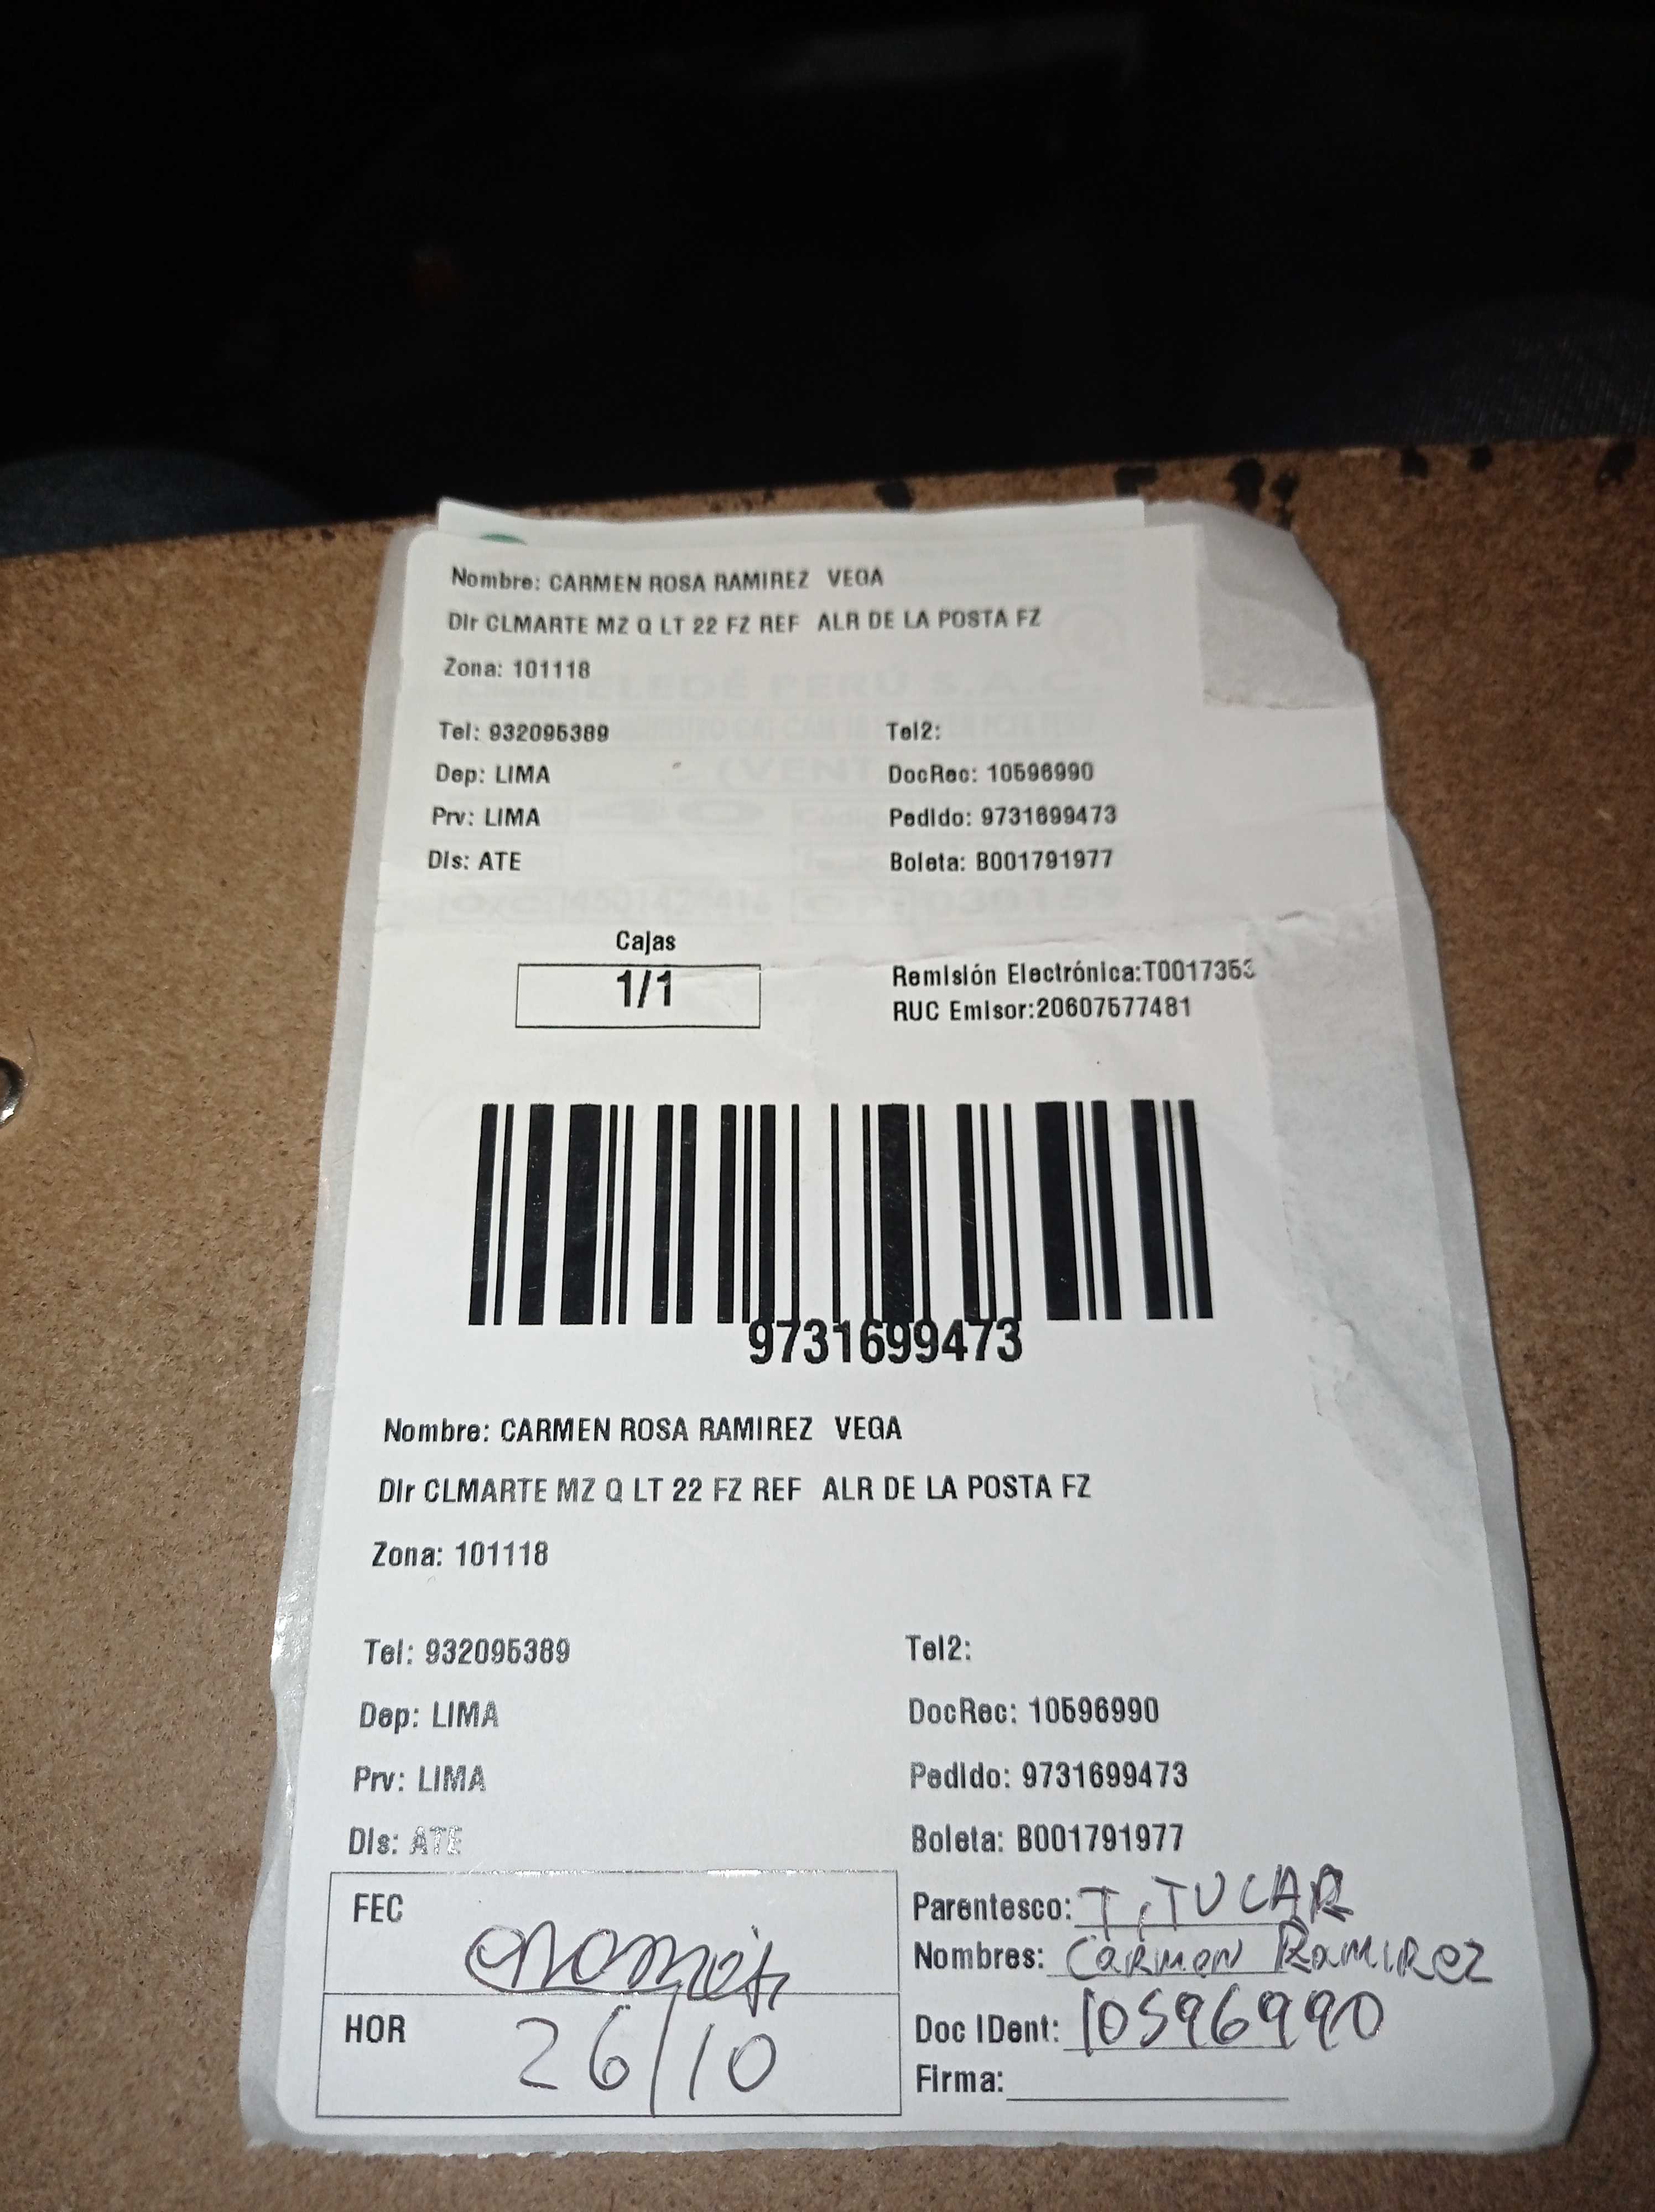 Nombre: CARMEN ROSA RAMIREZ VEGA
Dir CLMARTE MZ Q LT 22 FZ REF ALR DE LA POSTA FZ
Zona: 101118
Tel: 932095389 Tel2:
Dep: LIMA DocRec: 10596990
Prv: LIMA Pedido: 9731699473
Dis: ATE Boleta: B001791977
Cajas
1/1
Remisión Electrónica:T0017353
RUC Emisor:20607577481
9731699473
Nombre: CARMEN ROSA RAMIREZ VEGA
Dir CLMARTE MZ Q LT 22 FZ REF ALR DE LA POSTA FZ
Zona: 101118
Tel: 932095389 Tel2:
Dep: LIMA DocRec: 10596990
Prv: LIMA Pedido: 9731699473
Dis: ATE Boleta: B001791977
FEC
Parentesco: TITULAR
Nombres: Carmen Ramirez
HOR 26/10
Doc IDent: 10596990
Firma: